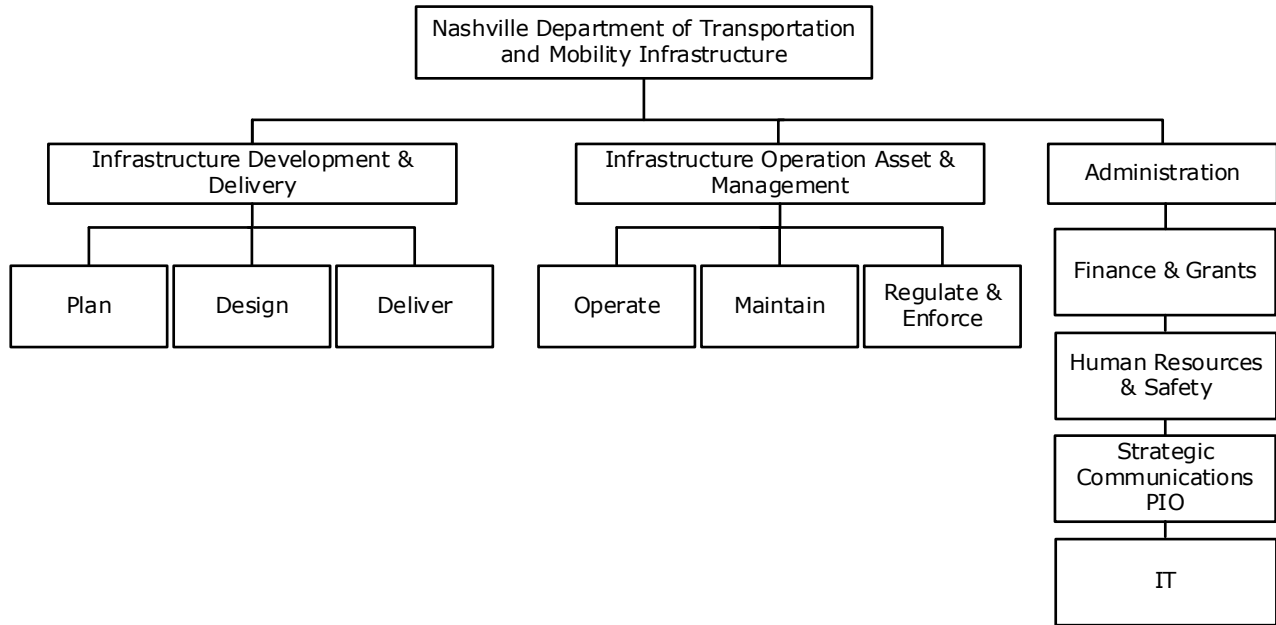 Nashville Department of Transportation
and Mobility Infrastructure
Infrastructure Development &
Delivery
Infrastructure Operation Asset &
Management
Administration
Plan
Design
Deliver
Operate
Maintain
Regulate &
Enforce
Finance & Grants
Human Resources
& Safety
Strategic
Communications
PIO
IT